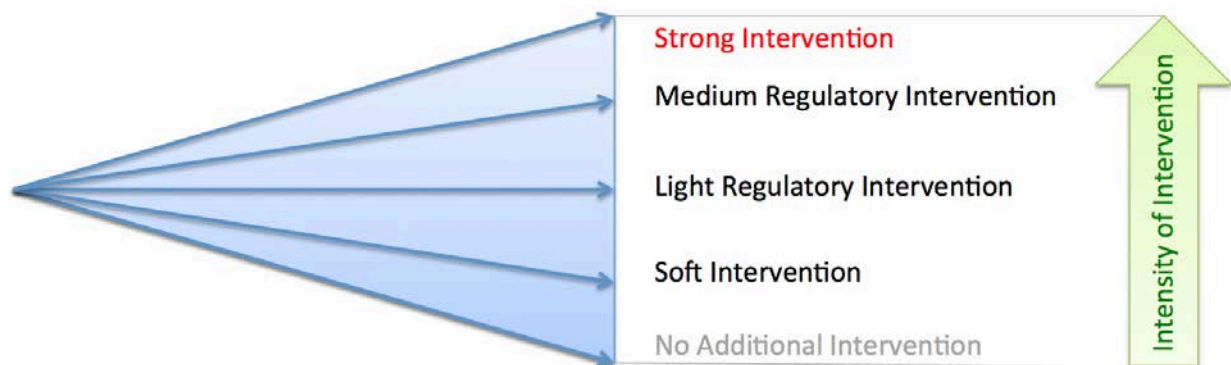 Strong Intervention
Medium Regulatory Intervention
Light Regulatory Intervention
Soft Intervention
No Additional Intervention
Intensity of Intervention